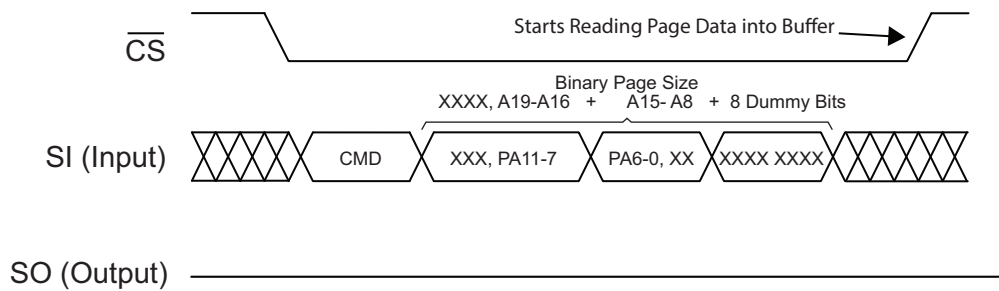 Starts Reading Page Data into Buffer
CS
Binary Page Size
XXXX, A19-A16 + A15- A8 + 8 Dummy Bits
SI (Input) CMD XXX, PA11-7 PA6-0, XX XXXX XXXX
SO (Output)